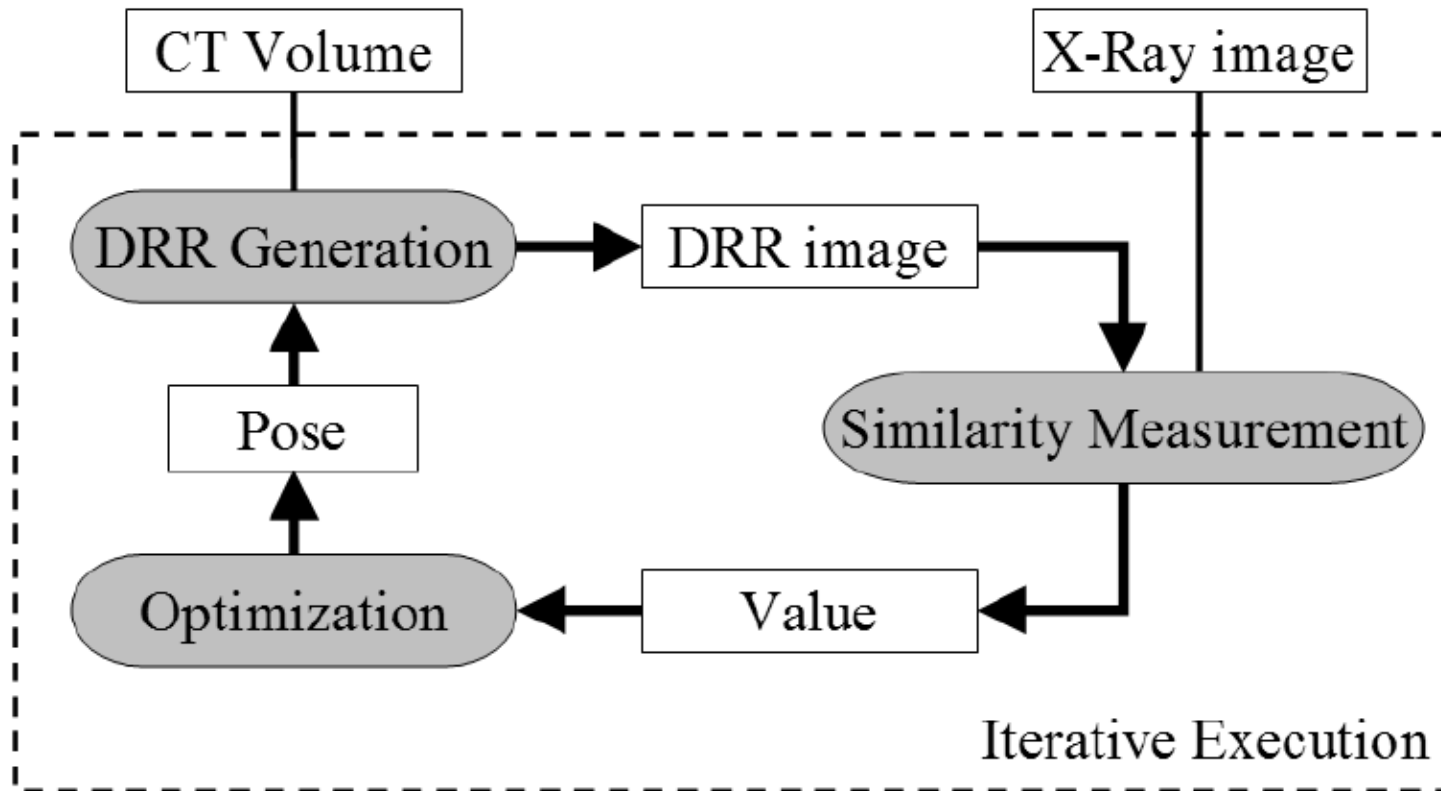 CT Volume
X-Ray image
DRR Generation
DRR image
Pose
Similarity Measurement
Optimization
Value
Iterative Execution